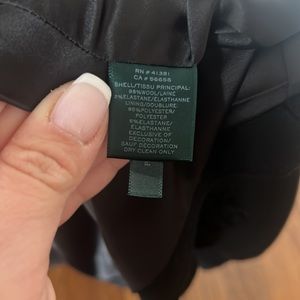 RN # 41381
CA # 56656
SHELL/TISSU PRINCIPAL:
98% WOOL/LAINE
2% ELASTANE/ELASTHANNE
LINING/DOUBLURE:
95% POLYESTER/
POLYESTER
5% ELASTANE/
ELASTHANNE
EXCLUSIVE OF
DECORATION/
SAUF DECORATION
DRY CLEAN ONLY